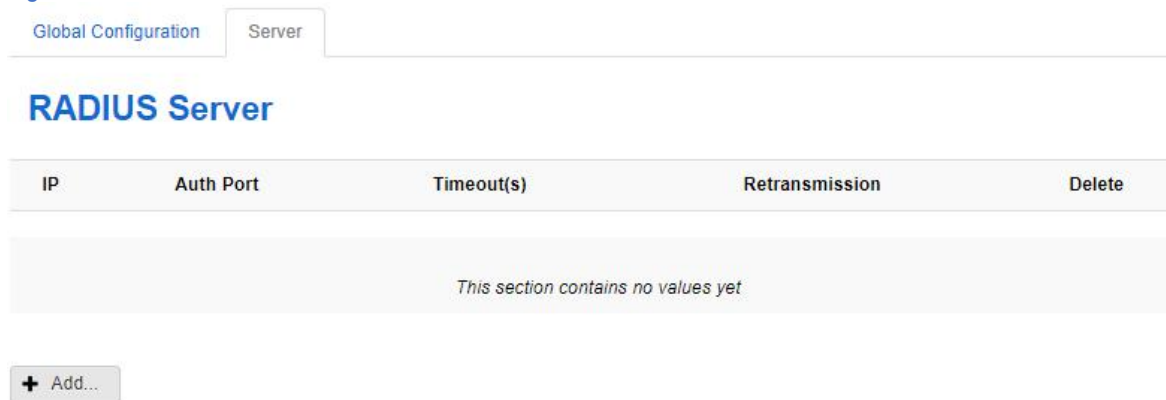 Global Configuration Server
RADIUS Server
IP Auth Port Timeout(s) Retransmission Delete
This section contains no values yet
+ Add...